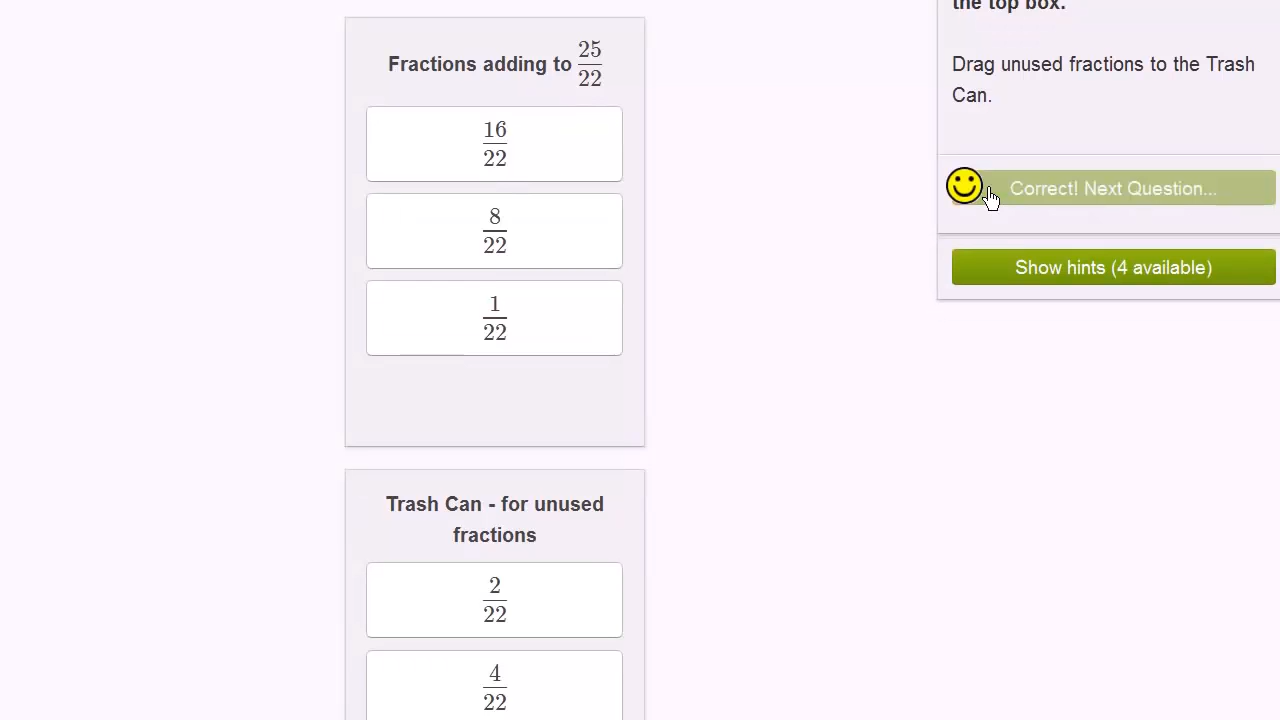 the top box.
Fractions adding to 25/22
Drag unused fractions to the Trash
Can.
16/22
Correct! Next Question...
8/22
Show hints (4 available)
1/22
Trash Can - for unused
fractions
2/22
4/22